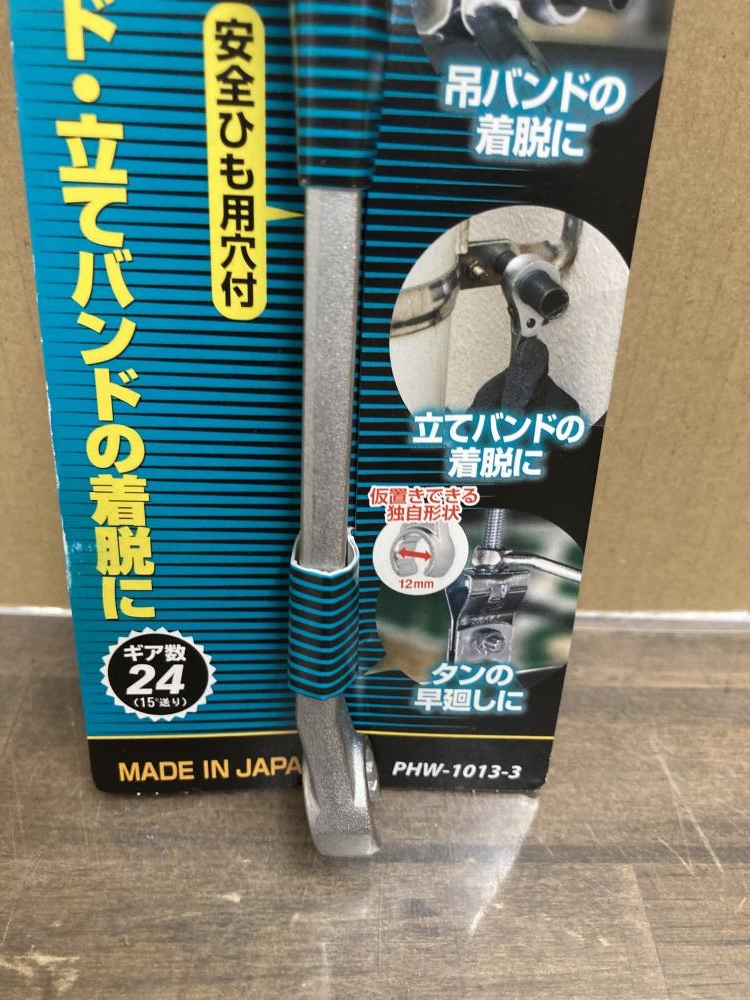 ド・立てバンドの着脱に
安全ひも用穴付
吊バンドの
着脱に
立てバンドの
着脱に
仮置きできる
独自形状
12mm
タンの
早廻しに
ギア数
24
(15°送り)
MADE IN JAPA
PHW-1013-3